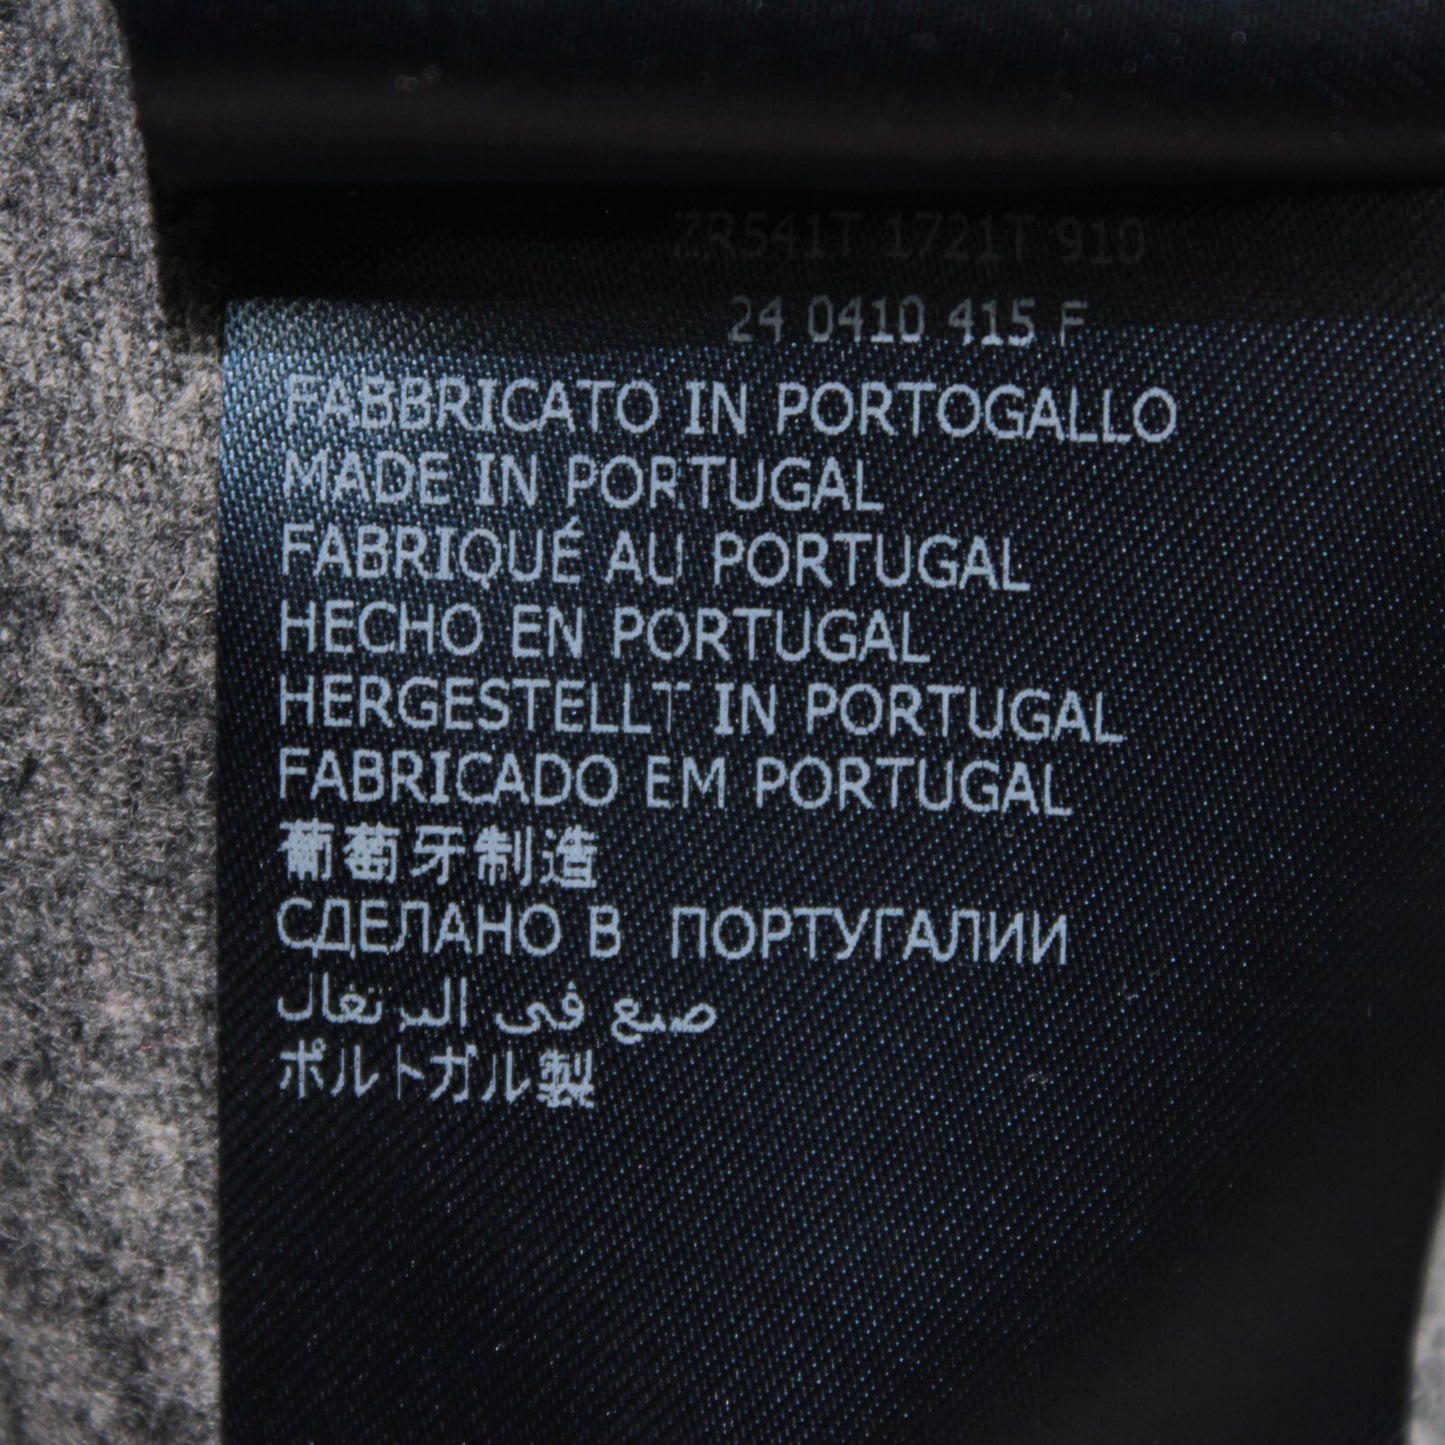 ZR541T 1721T 910
24 0410 415 F
FABBRICATO IN PORTOGALLO
MADE IN PORTUGAL
FABRIQUÉ AU PORTUGAL
HECHO EN PORTUGAL
HERGESTELLT IN PORTUGAL
FABRICADO EM PORTUGAL
葡萄牙制造
СДЕЛАНО В ПОРТУГАЛИИ
صنع فى البرتغال
ポルトガル製